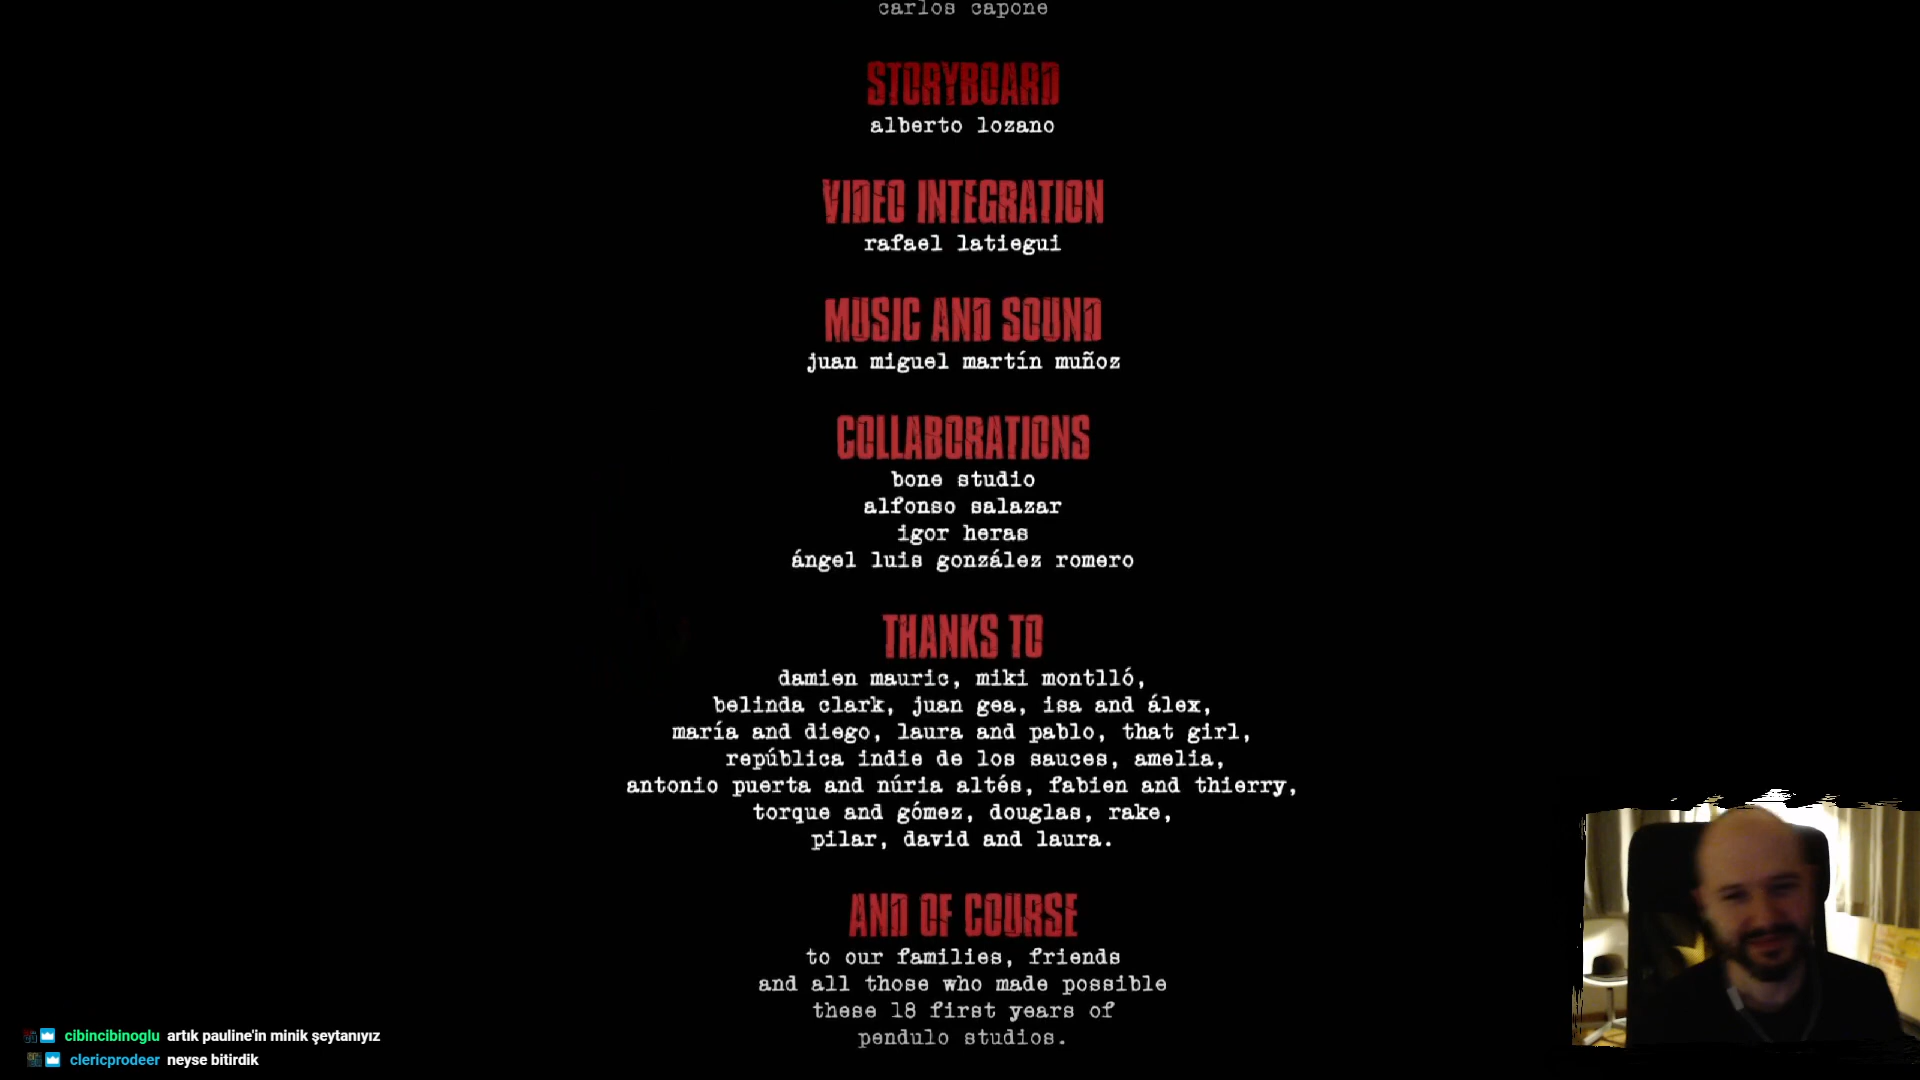 carlos capone
STORYBOARD
alberto lozano
VIDEO INTEGRATION
rafael latiegui
MUSIC AND SOUND
juan miguel martín muñoz
COLLABORATIONS
bone studio
alfonso salazar
igor heras
ángel luis gonzález romero
THANKS TO
damien mauric, miki montlló,
belinda clark, juan gea, isa and álex,
maría and diego, laura and pablo, that girl,
república indie de los sauces, amelia,
antonio puerta and núria altés, fabien and thierry,
torque and gómez, douglas, rake,
pilar, david and laura.
AND OF COURSE
to our families, friends
and all those who made possible
these 18 first years of
pendulo studios.
cibincibinoglu artık pauline'in minik şeytanıyız
clericprodeer neyse bitirdik